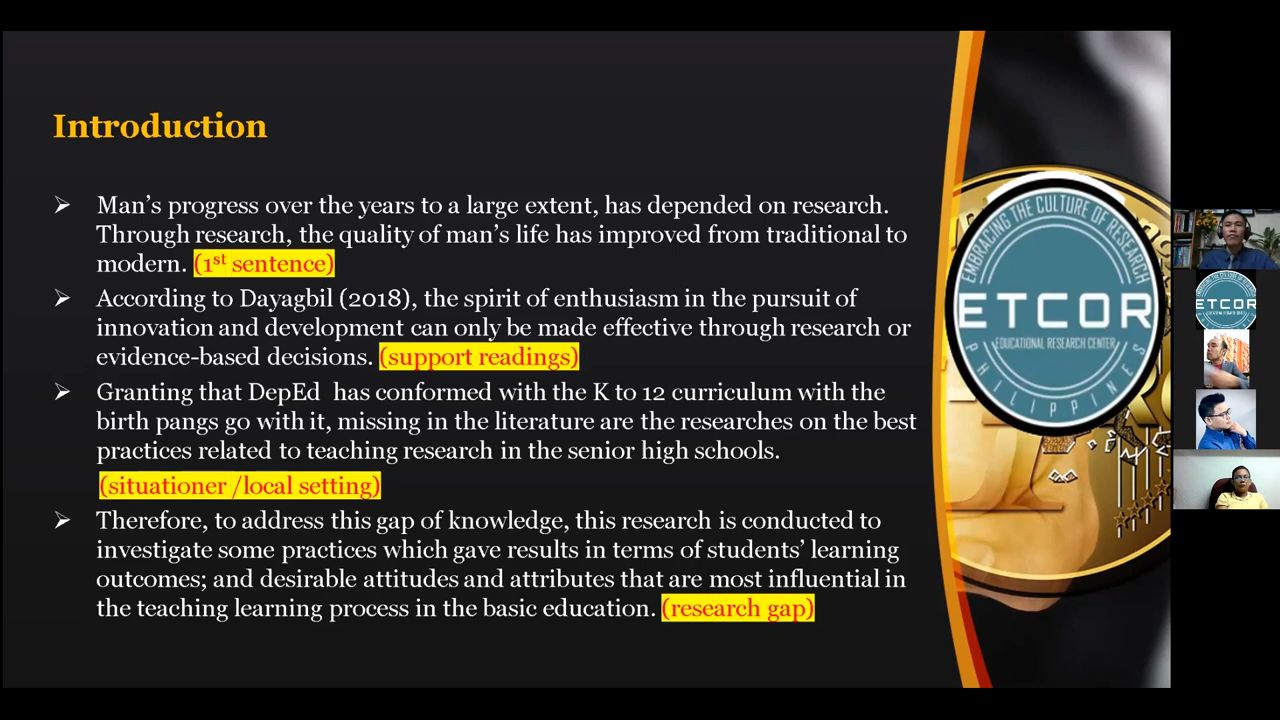 Introduction
➢ Man's progress over the years to a large extent, has depended on research.
Through research, the quality of man's life has improved from traditional to
modern. (1st sentence)
➢ According to Dayagbil (2018), the spirit of enthusiasm in the pursuit of
innovation and development can only be made effective through research or
evidence-based decisions. (support readings)
➢ Granting that DepEd has conformed with the K to 12 curriculum with the
birth pangs go with it, missing in the literature are the researches on the best
practices related to teaching research in the senior high schools.
(situationer /local setting)
➢ Therefore, to address this gap of knowledge, this research is conducted to
investigate some practices which gave results in terms of students' learning
outcomes; and desirable attitudes and attributes that are most influential in
the teaching learning process in the basic education. (research gap)
EMBRACING THE CULTURE OF RESEARCH
ETCOR
EDUCATIONAL RESEARCH CENTER
PHILIPPINES
ETCOR